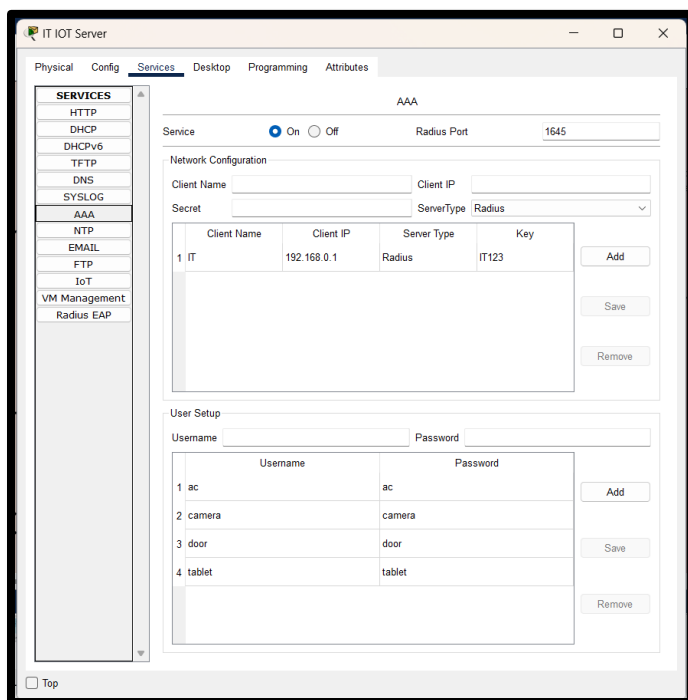 IT IOT Server
Physical Config Services Desktop Programming Attributes
SERVICES
HTTP
DHCP
DHCPv6
TFTP
DNS
SYSLOG
AAA
NTP
EMAIL
FTP
IoT
VM Management
Radius EAP
AAA
Service On Off Radius Port 1645
Network Configuration
Client Name Client IP
Secret ServerType Radius
Client Name Client IP Server Type Key
1 IT 192.168.0.1 Radius IT123
Add
Save
Remove
User Setup
Username Password
Username Password
1 ac ac
2 camera camera
3 door door
4 tablet tablet
Add
Save
Remove
Top